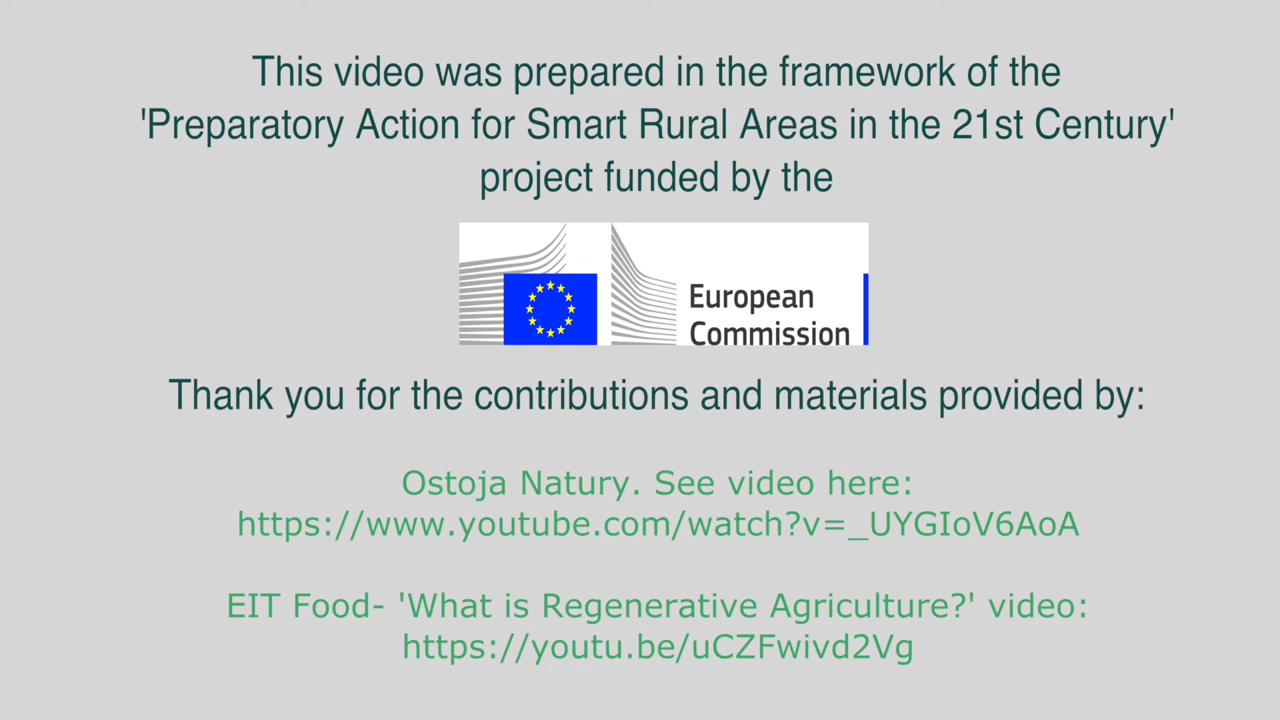 This video was prepared in the framework of the
'Preparatory Action for Smart Rural Areas in the 21st Century'
project funded by the
European
Commission
Thank you for the contributions and materials provided by:
Ostoja Natury. See video here:
https://www.youtube.com/watch?v=_UYGIoV6AoA
EIT Food- 'What is Regenerative Agriculture?' video:
https://youtu.be/uCZFwivd2Vg